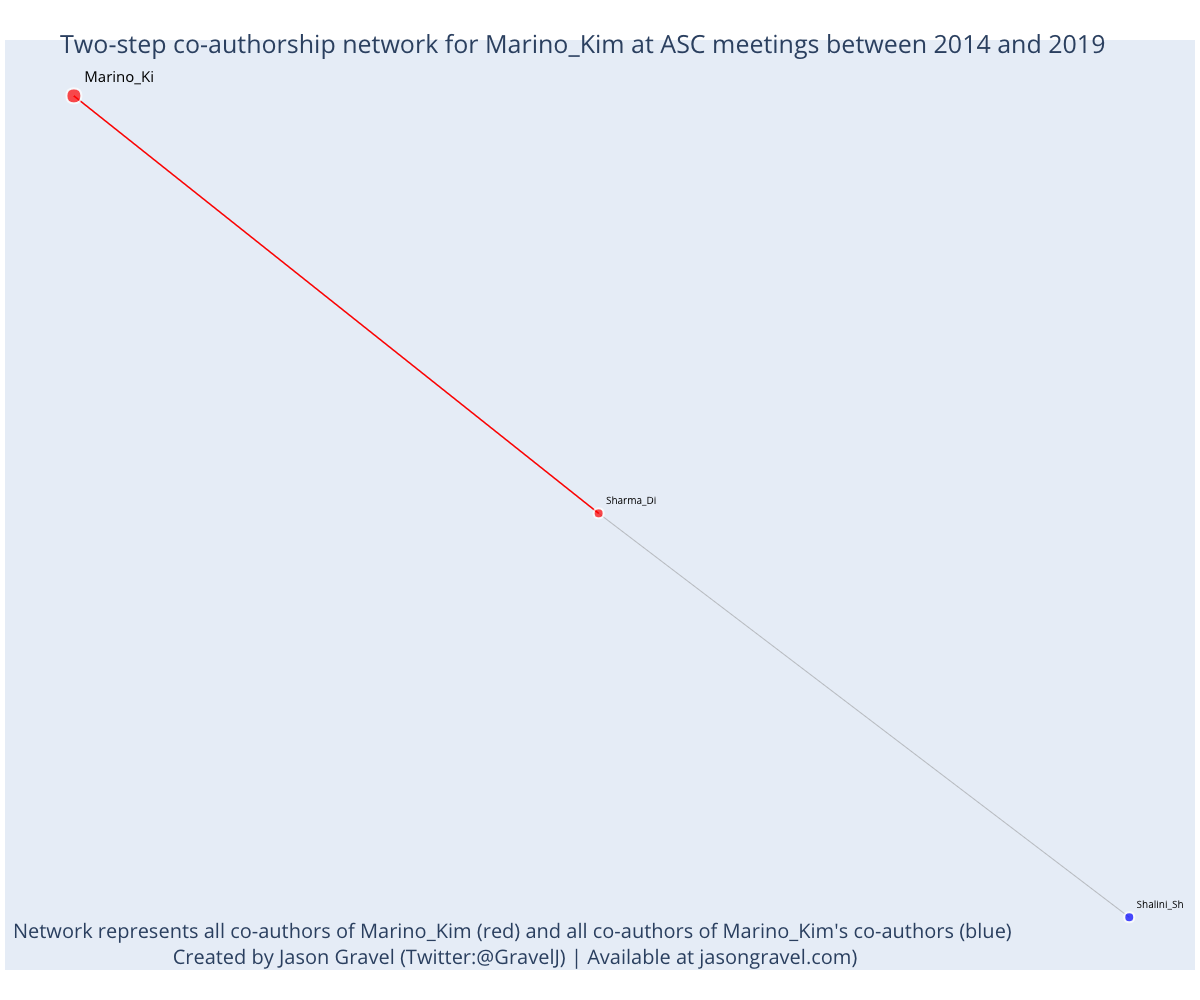 Two-step co-authorship network for Marino_Kim at ASC meetings between 2014 and 2019
Marino_Ki
Sharma_Di
Shalini_Sh
Network represents all co-authors of Marino_Kim (red) and all co-authors of Marino_Kim's co-authors (blue)
Created by Jason Gravel (Twitter:@GravelJ) | Available at jasongravel.com)